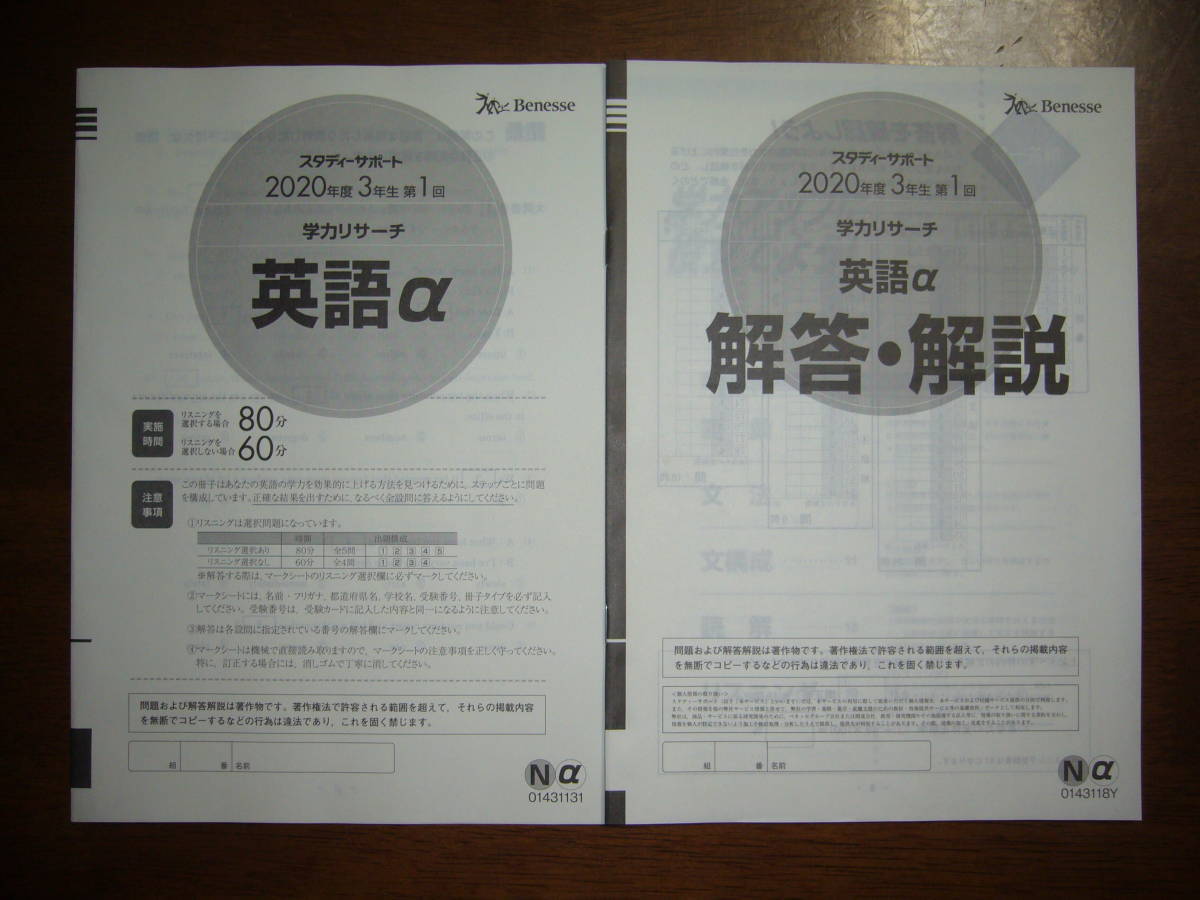 Benesse
スタディーサポート
2020年度 3年生 第1回
学力リサーチ
英語α
実施時間
リスニングを選択する場合 80分
リスニングを選択しない場合 60分
注意事項
この冊子はあなたの英語の学力を効果的に上げる方法を見つけるために，ステップごとに問題
を構成しています。正確な結果を出すために，なるべく全設問に答えるようにしてください。
①リスニングは選択問題になっています。
時間 出題構成
リスニング選択あり 80分 全5問 1 2 3 4 5
リスニング選択なし 60分 全4問 1 2 3 4
※解答する際は，マークシートのリスニング選択欄に必ずマークしてください。
②マークシートには，名前・フリガナ，都道府県名，学校名，受験番号，冊子タイプを必ず記入
してください。受験番号は，受験カードに記入した内容と同一になるように注意してください。
③解答は各設問に指定されている番号の解答欄にマークしてください。
④マークシートは機械で直接読み取りますので，マークシートの注意事項を正しく守ってください。
特に，訂正する場合には，消しゴムで丁寧に消してください。
問題および解答解説は著作物です。著作権法で許容される範囲を超えて，それらの掲載内容
を無断でコピーするなどの行為は違法であり，これを固く禁じます。
組 番 名前
N α
01431131
Benesse
スタディーサポート
2020年度 3年生 第1回
学力リサーチ
英語α
解答・解説
問題および解答解説は著作物です。著作権法で許容される範囲を超えて，それらの掲載内容
を無断でコピーするなどの行為は違法であり，これを固く禁じます。
＜個人情報の取り扱い＞
組 番 名前
N α
0143118Y